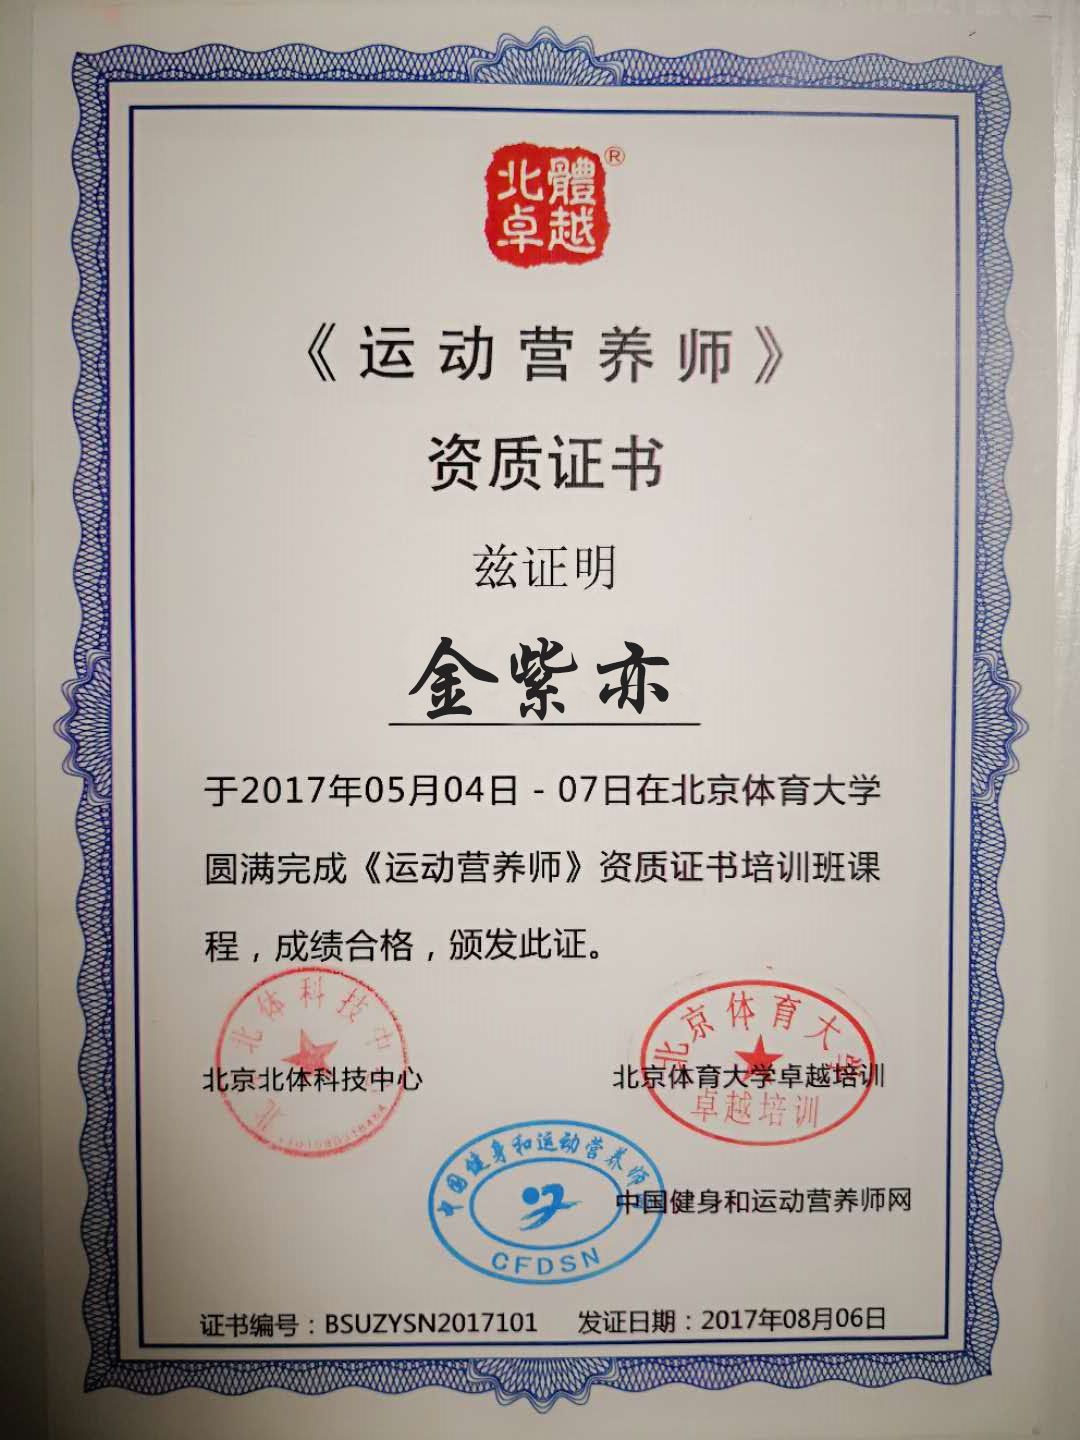 北體
卓越
®
《运动营养师》
资质证书
兹证明
金紫亦
于2017年05月04日 - 07日在北京体育大学
圆满完成《运动营养师》资质证书培训班课
程，成绩合格，颁发此证。
北京北体科技中心
北京北体科技中心
北京体育大学
卓越培训
北京体育大学卓越培训
中国健身和运动营养师网
CFDSN
中国健身和运动营养师网
证书编号：BSUZYSN2017101 发证日期：2017年08月06日